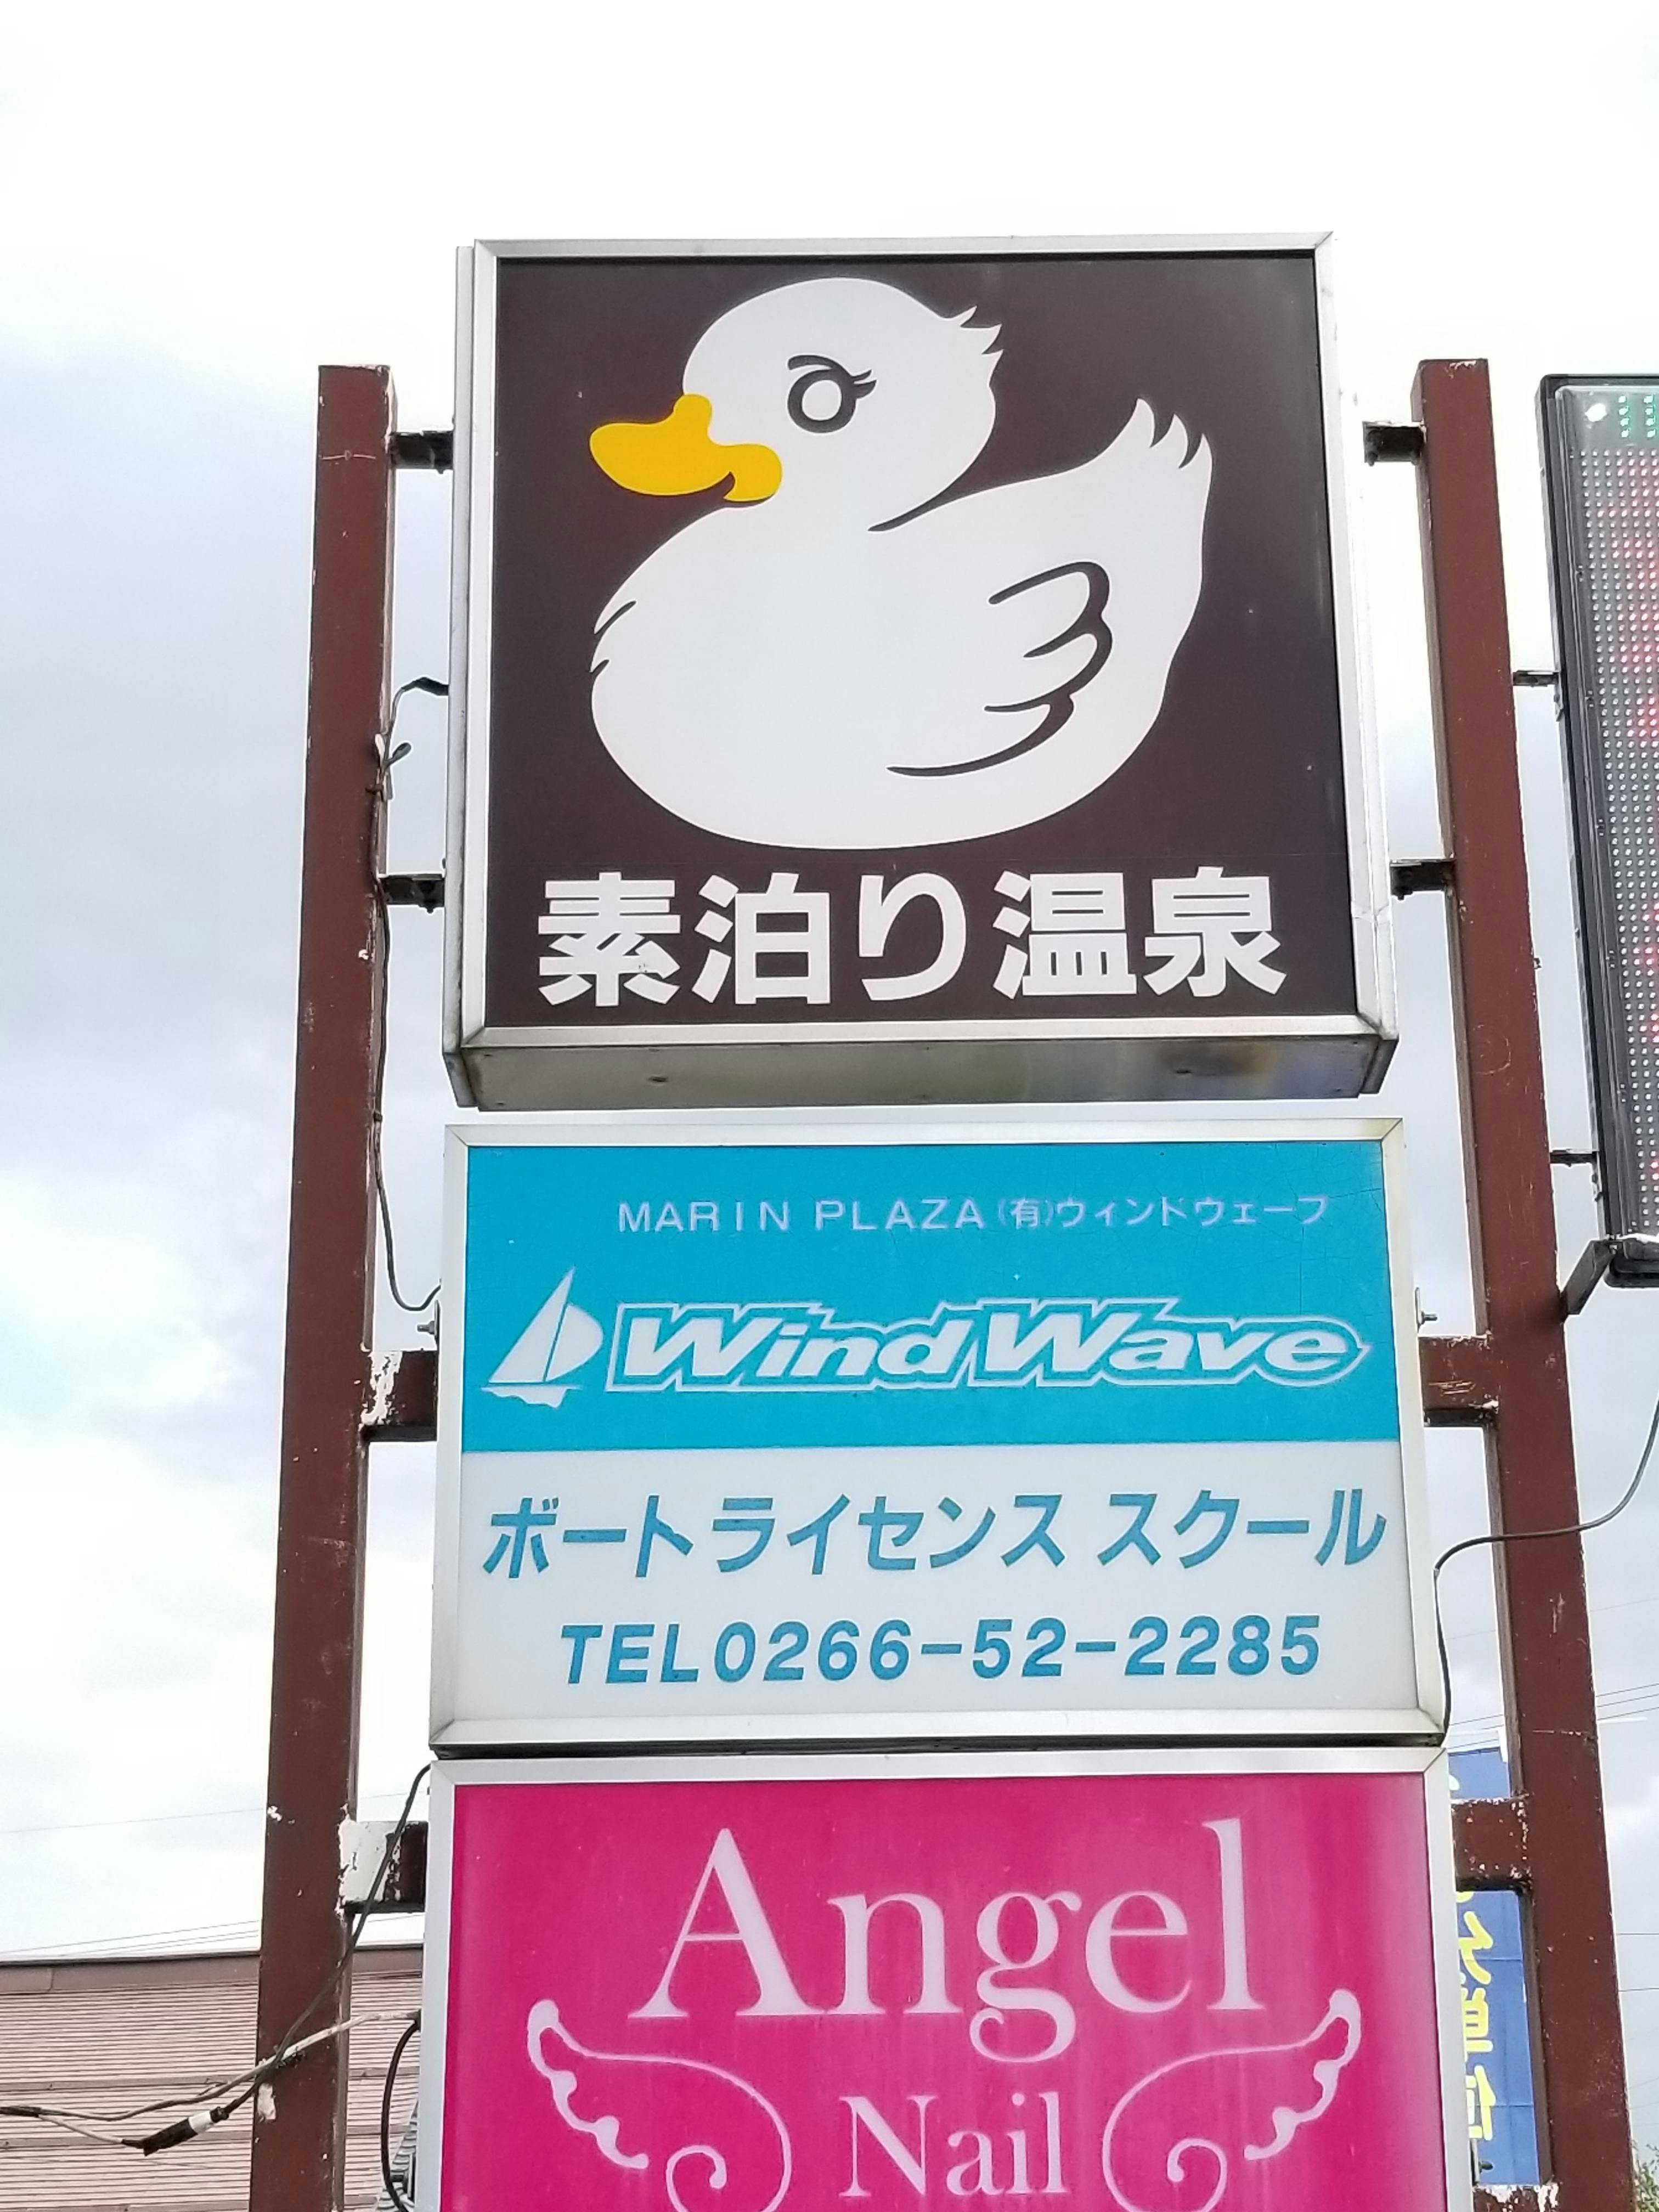 素泊り温泉
MARIN PLAZA(有)ウィンドウェーブ
WindWave
ボートライセンス スクール
TEL0266-52-2285
Angel
Nail